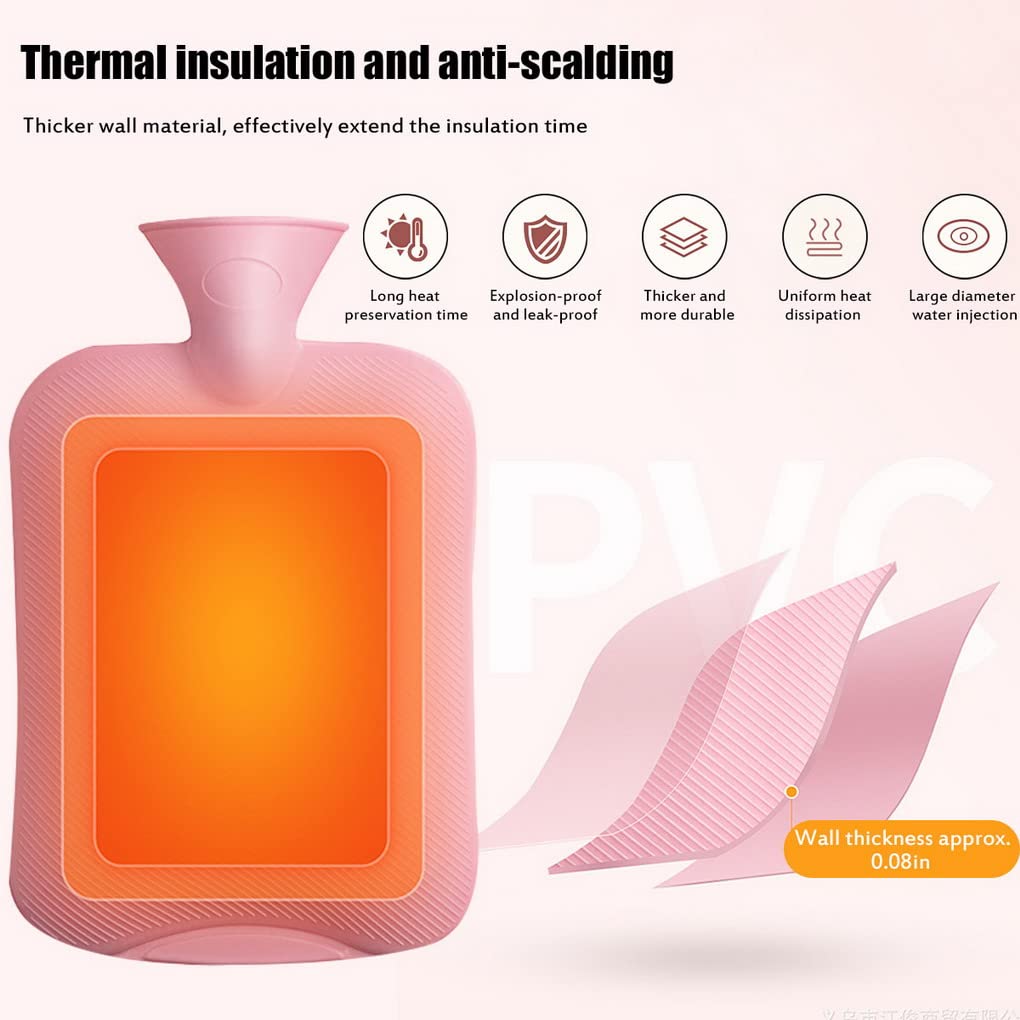 Thermal insulation and anti-scalding
Thicker wall material, effectively extend the insulation time
Long heat
preservation time
Explosion-proof
and leak-proof
Thicker and
more durable
Uniform heat
dissipation
Large diameter
water injection
PVC
Wall thickness approx.
0.08in